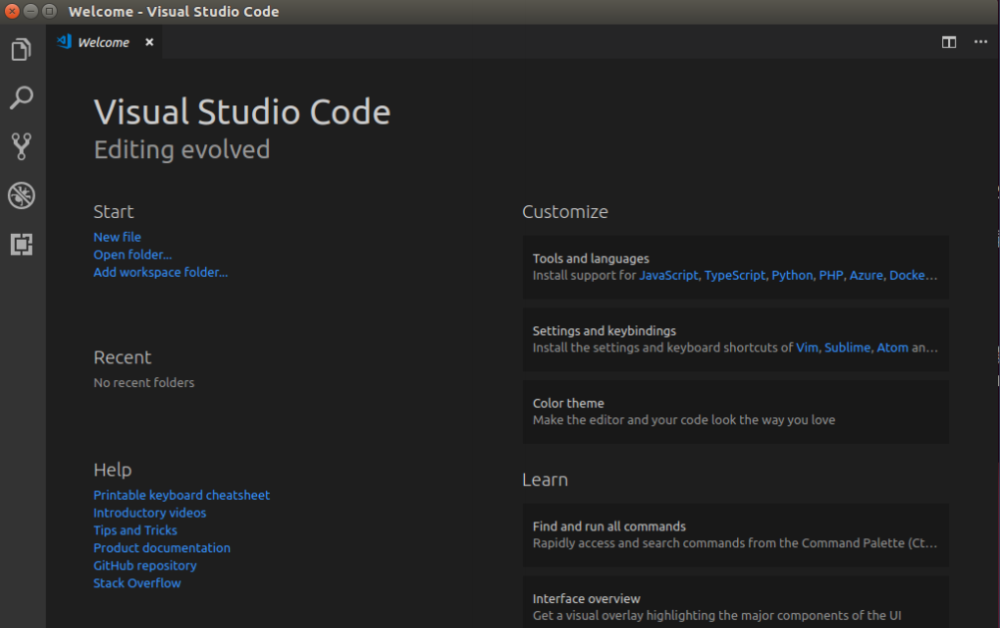 Welcome - Visual Studio Code
Welcome
Visual Studio Code
Editing evolved
Start
New file
Open folder...
Add workspace folder...
Recent
No recent folders
Help
Printable keyboard cheatsheet
Introductory videos
Tips and Tricks
Product documentation
GitHub repository
Stack Overflow
Customize
Tools and languages
Install support for JavaScript, TypeScript, Python, PHP, Azure, Docke...
Settings and keybindings
Install the settings and keyboard shortcuts of Vim, Sublime, Atom an...
Color theme
Make the editor and your code look the way you love
Learn
Find and run all commands
Rapidly access and search commands from the Command Palette (Ct...
Interface overview
Get a visual overlay highlighting the major components of the UI